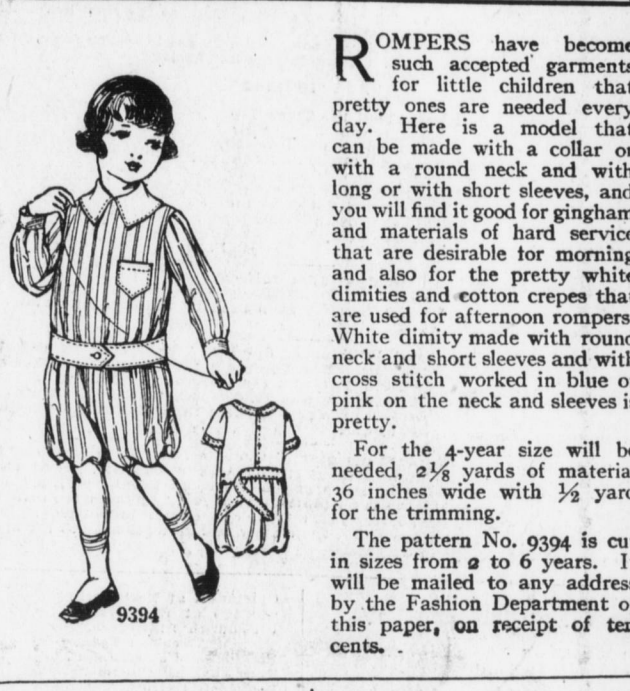 ROMPERS have become
such accepted garments
for little children that
pretty ones are needed every
day. Here is a model that
can be made with a collar or
with a round neck and with
long or with short sleeves, and
you will find it good for gingham
and materials of hard service
that are desirable for morning
and also for the pretty white
dimities and cotton crepes that
are used for afternoon rompers.
White dimity made with round
neck and short sleeves and with
cross stitch worked in blue or
pink on the neck and sleeves is
pretty.
For the 4-year size will be
needed, 2⅛ yards of material
36 inches wide with ½ yard
for the trimming.
The pattern No. 9394 is cut
in sizes from 2 to 6 years. It
will be mailed to any address
by the Fashion Department of
this paper, on receipt of ten
cents.
9394